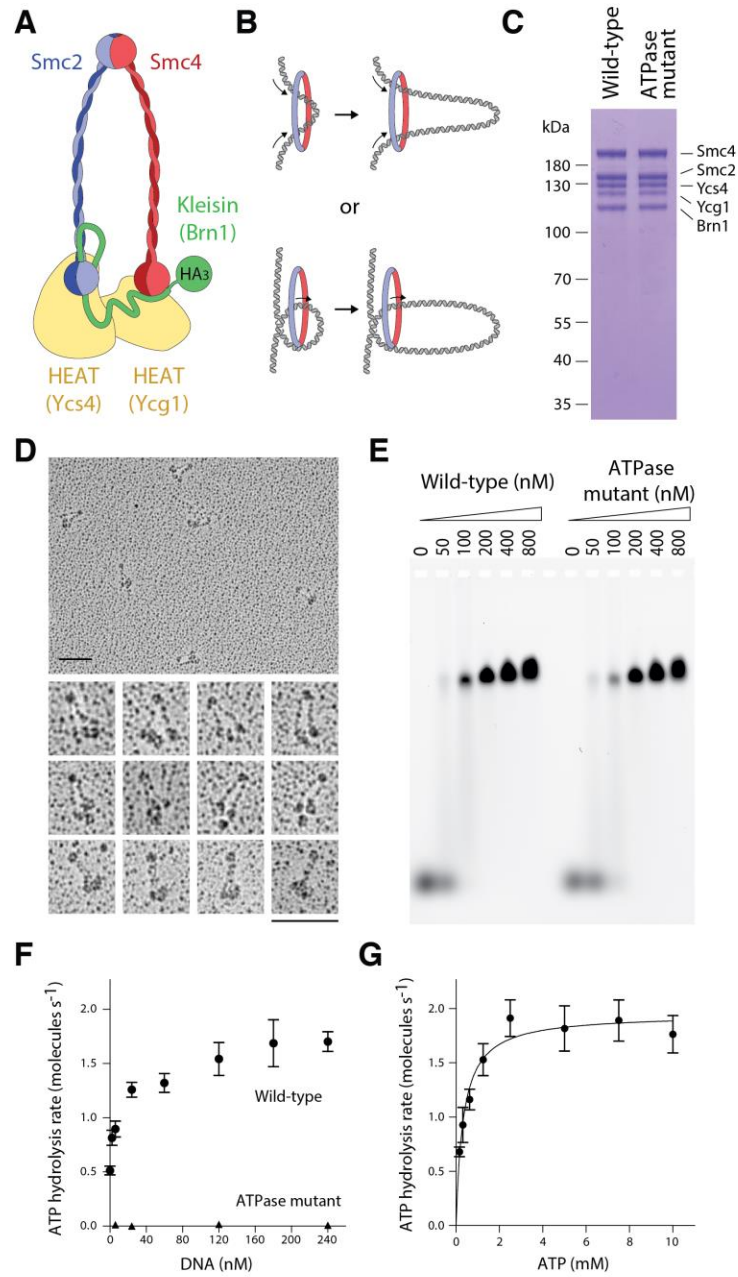 A
Smc2
Smc4
Kleisin
(Brn1)
HA3
HEAT
(Ycs4)
HEAT
(Ycg1)
B
or
C
Wild-type
ATPase
mutant
kDa
180
130
100
70
55
40
35
Smc4
Smc2
Ycs4
Ycg1
Brn1
D
E
Wild-type (nM)
ATPase
mutant (nM)
0 50 100 200 400 800
0 50 100 200 400 800
F
ATP hydrolysis rate (molecules s⁻¹)
2.0
1.5
1.0
0.5
0.0
Wild-type
ATPase mutant
0 40 80 120 160 200 240
DNA (nM)
G
ATP hydrolysis rate (molecules s⁻¹)
2.0
1.5
1.0
0.5
0.0
0 2 4 6 8 10
ATP (mM)